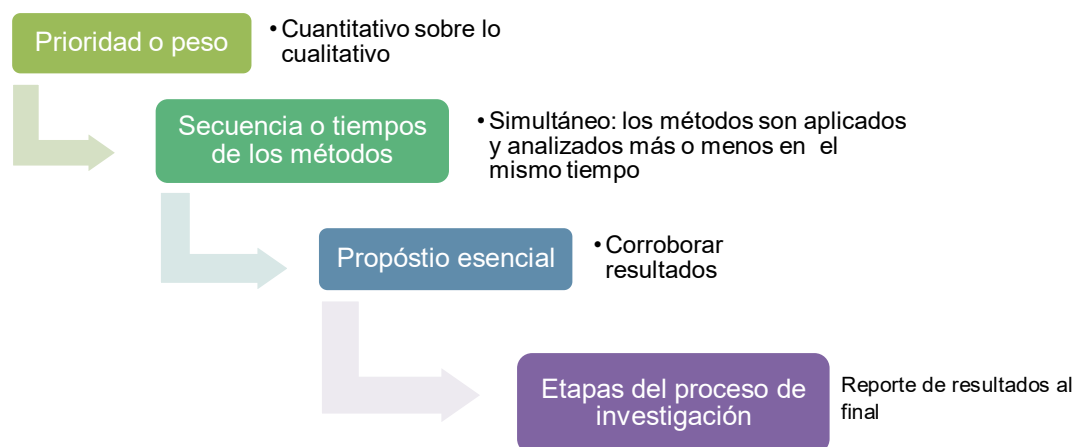 Prioridad o peso
• Cuantitativo sobre lo
cualitativo
Secuencia o tiempos
de los métodos
• Simultáneo: los métodos son aplicados
y analizados más o menos en el
mismo tiempo
Propóstio esencial
• Corroborar
resultados
Etapas del proceso de
investigación
Reporte de resultados al
final